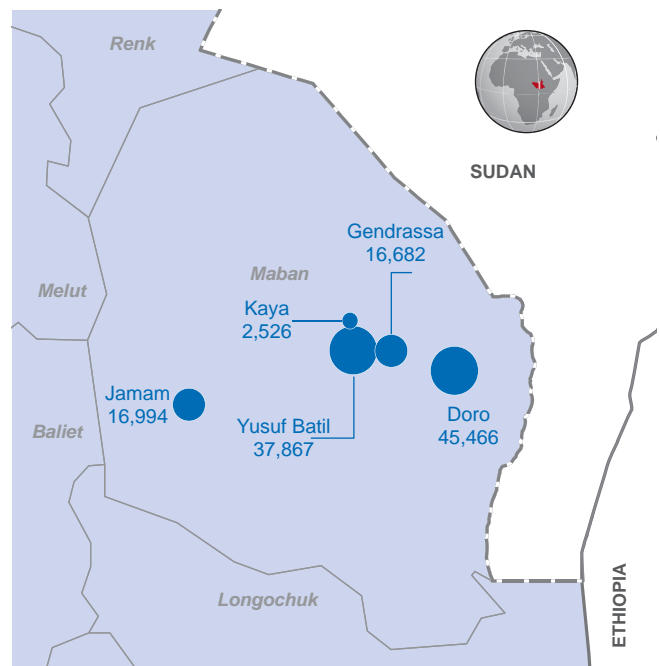 Renk
SUDAN
Gendrassa
16,682
Maban
Melut
Kaya
2,526
Jamam
16,994
Yusuf Batil
37,867
Doro
45,466
Baliet
Longochuk
ETHIOPIA